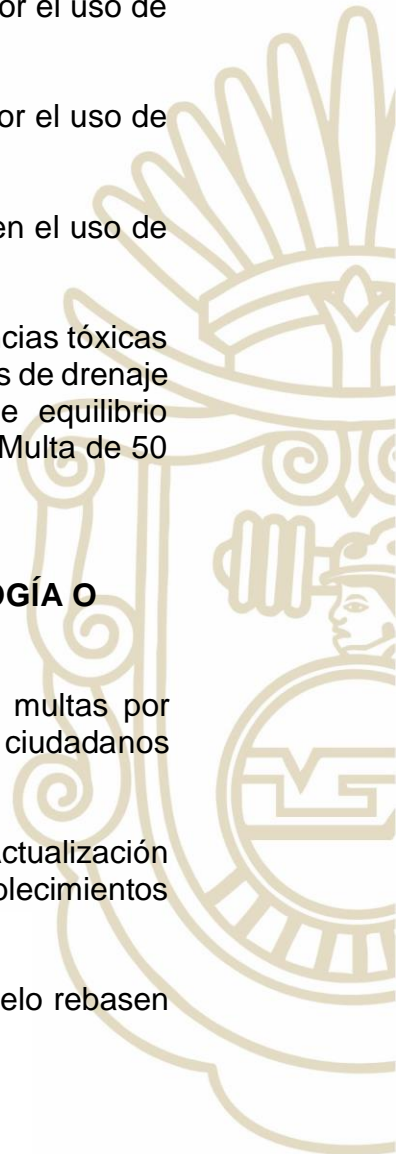 or el uso de
or el uso de
en el uso de
cias tóxicas
s de drenaje
e equilibrio
Multa de 50
OGÍA O
multas por
ciudadanos
ctualización
olecimientos
elo rebasen